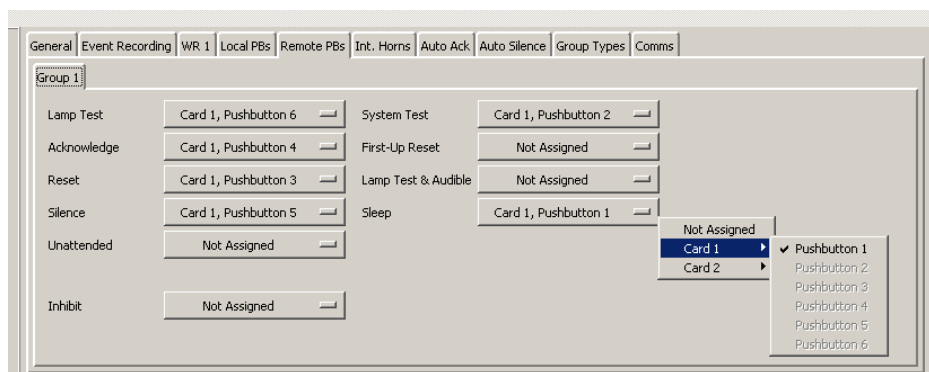 General Event Recording WR 1 Local PBs Remote PBs Int. Horns Auto Ack Auto Silence Group Types Comms
Group 1
Lamp Test Card 1, Pushbutton 6 System Test Card 1, Pushbutton 2
Acknowledge Card 1, Pushbutton 4 First-Up Reset Not Assigned
Reset Card 1, Pushbutton 3 Lamp Test & Audible Not Assigned
Silence Card 1, Pushbutton 5 Sleep Card 1, Pushbutton 1
Not Assigned
Unattended Not Assigned Card 1 Pushbutton 1
Card 2 Pushbutton 2
Pushbutton 3
Inhibit Not Assigned Pushbutton 4
Pushbutton 5
Pushbutton 6